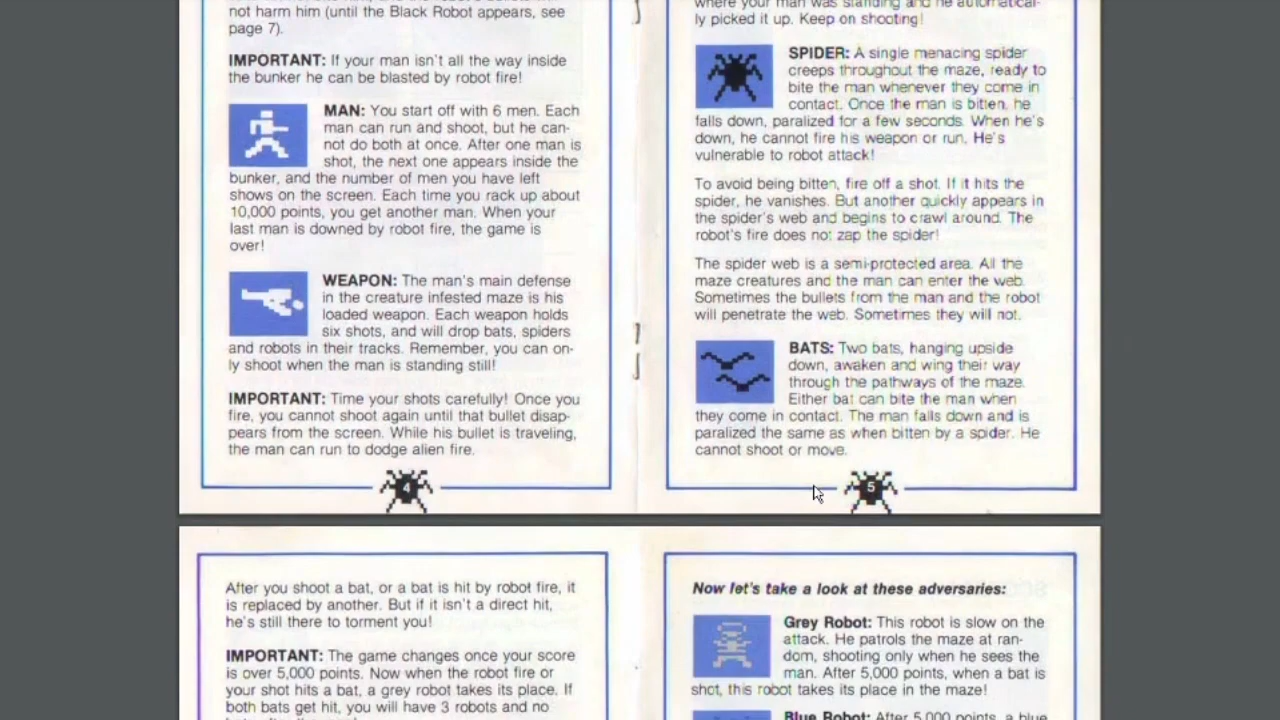 not harm him (until the Black Robot appears, see
page 7).
IMPORTANT: If your man isn't all the way inside
the bunker he can be blasted by robot fire!
MAN: You start off with 6 men. Each
man can run and shoot, but he can-
not do both at once. After one man is
shot, the next one appears inside the
bunker, and the number of men you have left
shows on the screen. Each time you rack up about
10,000 points, you get another man. When your
last man is downed by robot fire, the game is
over!
WEAPON: The man's main defense
in the creature infested maze is his
loaded weapon. Each weapon holds
six shots, and will drop bats, spiders
and robots in their tracks. Remember, you can on-
ly shoot when the man is standing still!
IMPORTANT: Time your shots carefully! Once you
fire, you cannot shoot again until that bullet disap-
pears from the screen. While his bullet is traveling,
the man can run to dodge alien fire.
4
where your man was standing and he automatical-
ly picked it up. Keep on shooting!
SPIDER: A single menacing spider
creeps throughout the maze, ready to
bite the man whenever they come in
contact. Once the man is bitten, he
falls down, paralized for a few seconds. When he's
down, he cannot fire his weapon or run. He's
vulnerable to robot attack!
To avoid being bitten, fire off a shot. If it hits the
spider, he vanishes. But another quickly appears in
the spider's web and begins to crawl around. The
robot's fire does not zap the spider!
The spider web is a semi-protected area. All the
maze creatures and the man can enter the web.
Sometimes the bullets from the man and the robot
will penetrate the web. Sometimes they will not.
BATS: Two bats, hanging upside
down, awaken and wing their way
through the pathways of the maze.
Either bat can bite the man when
they come in contact. The man falls down and is
paralized the same as when bitten by a spider. He
cannot shoot or move.
5
After you shoot a bat, or a bat is hit by robot fire, it
is replaced by another. But if it isn't a direct hit,
he's still there to torment you!
IMPORTANT: The game changes once your score
is over 5,000 points. Now when the robot fire or
your shot hits a bat, a grey robot takes its place. If
both bats get hit, you will have 3 robots and no
Now let's take a look at these adversaries:
Grey Robot: This robot is slow on the
attack. He patrols the maze at ran-
dom, shooting only when he sees the
man. After 5,000 points, when a bat is
shot, this robot takes its place in the maze!
Blue Robot: After 5,000 points, a blue